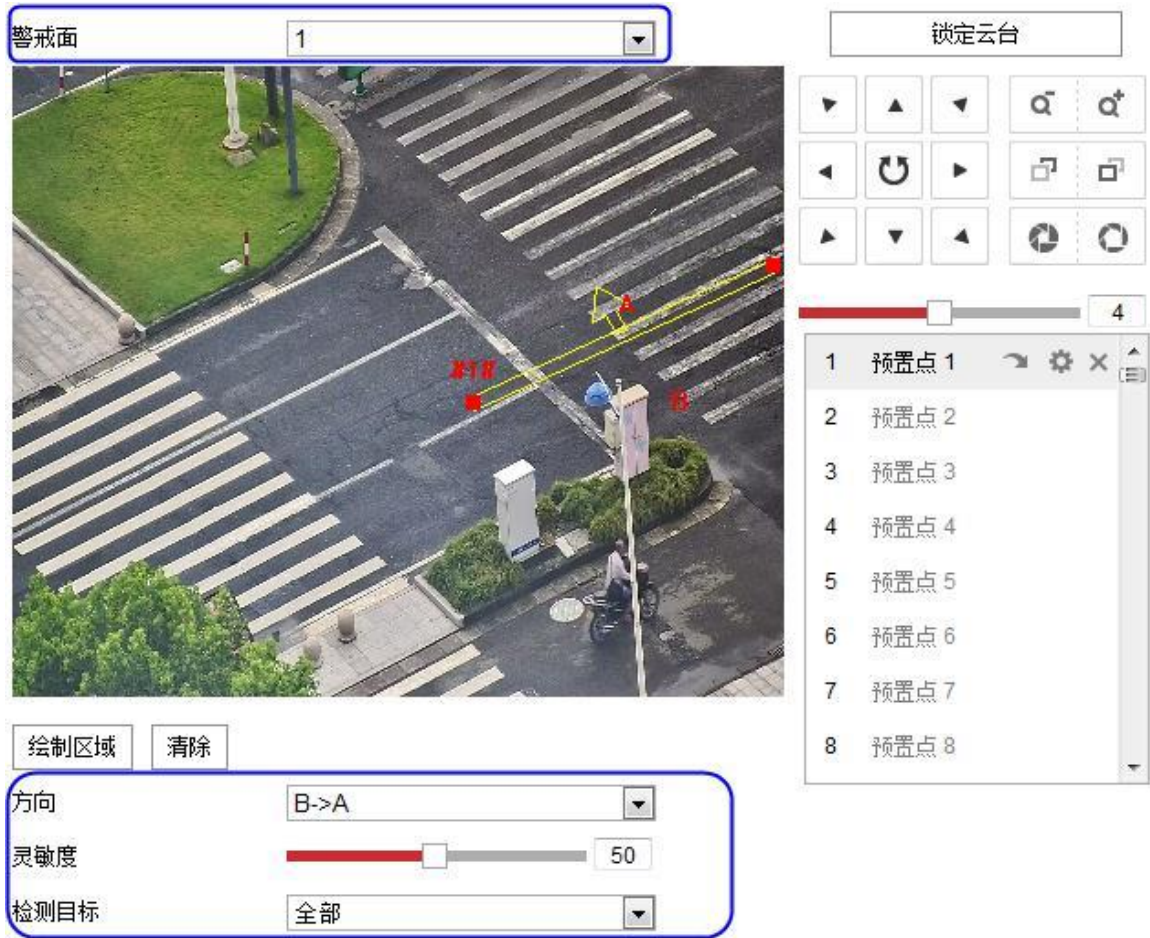 警戒面 1
锁定云台
A
#1#
B
4
1 预置点 1
2 预置点 2
3 预置点 3
4 预置点 4
5 预置点 5
6 预置点 6
7 预置点 7
8 预置点 8
绘制区域 清除
方向 B->A
灵敏度 50
检测目标 全部